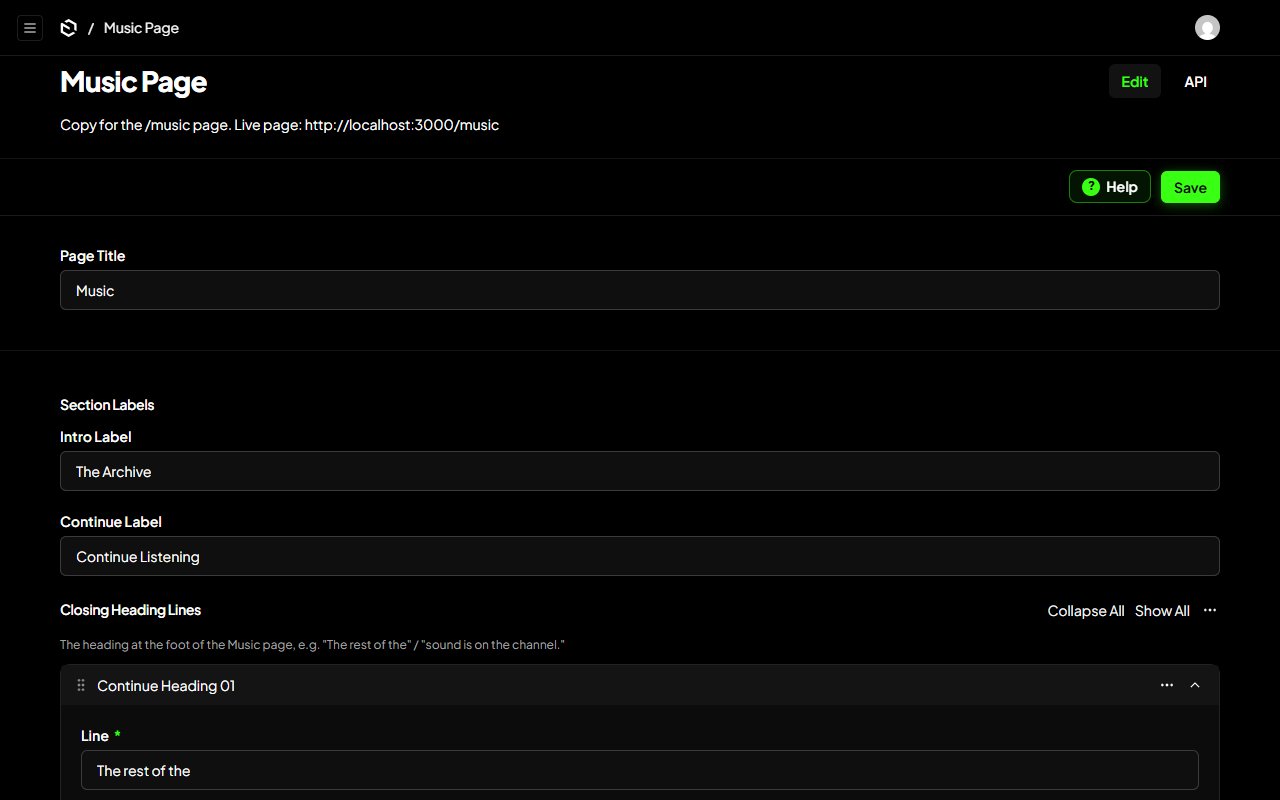 / Music Page
Music Page
Edit
API
Copy for the /music page. Live page: http://localhost:3000/music
? Help
Save
Page Title
Music
Section Labels
Intro Label
The Archive
Continue Label
Continue Listening
Closing Heading Lines
Collapse All Show All
The heading at the foot of the Music page, e.g. "The rest of the" / "sound is on the channel."
Continue Heading 01
Line *
The rest of the